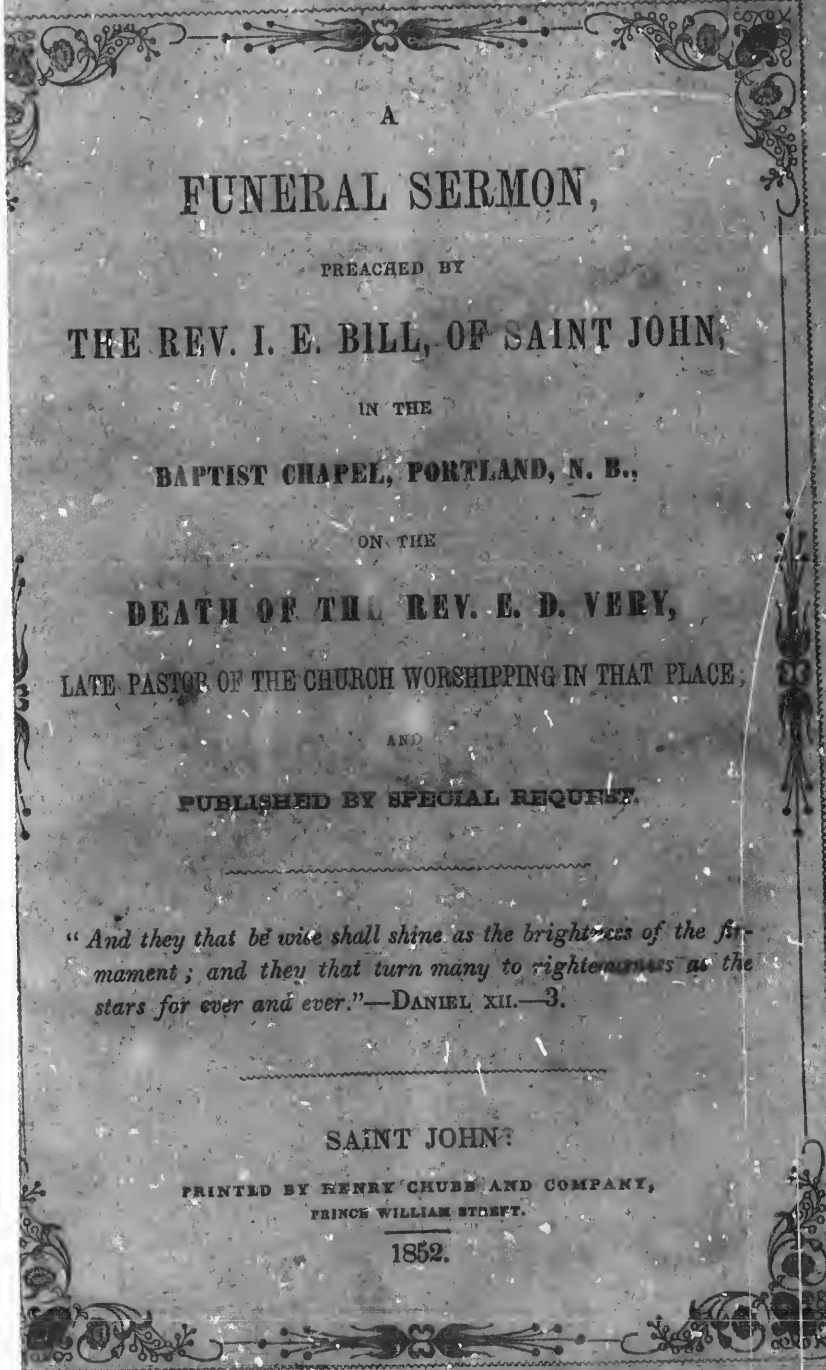 A
FUNERAL SERMON,
PREACHED BY
THE REV. I. E. BILL, OF SAINT JOHN,
IN THE
BAPTIST CHAPEL, PORTLAND, N. B.,
ON THE
DEATH OF THE REV. E. D. VERY,
LATE PASTOR OF THE CHURCH WORSHIPPING IN THAT PLACE;
AND
PUBLISHED BY SPECIAL REQUEST.
"And they that be wise shall shine as the brightness of the fir-
mament; and they that turn many to righteousness as the
stars for ever and ever."—DANIEL XII.—3.
SAINT JOHN:
PRINTED BY HENRY CHUBB AND COMPANY,
PRINCE WILLIAM STREET.
1852.